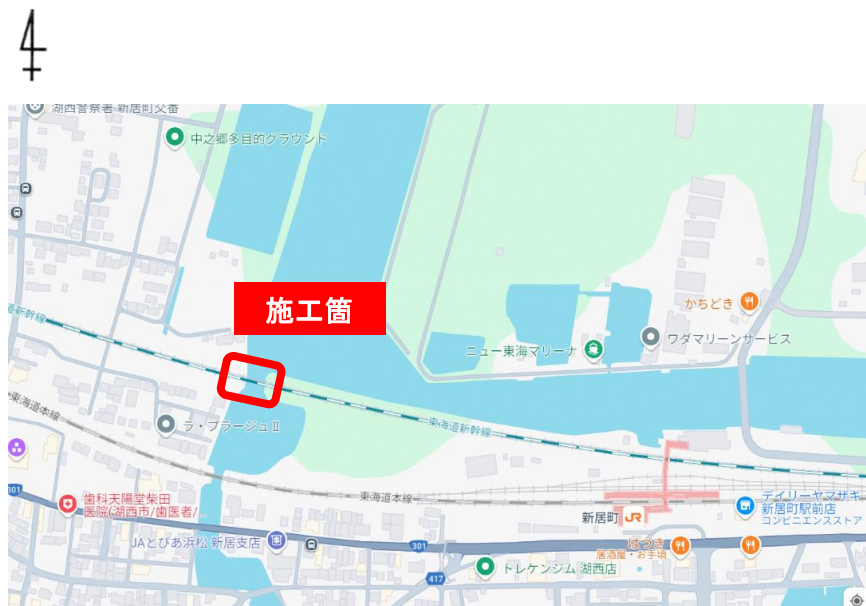 湖西警察署 新居町交番
中之郷多目的グラウンド
施工箇
かちどき
ワダマリーンサービス
ニュー東海マリーナ
道新幹線
東海道本線
東海道新幹線
ラ・プラージュⅡ
東海道本線
301
歯科天陽堂柴田
医院(湖西市/歯医者/...
新居町 JR
デイリーヤマザキ
新居町駅前店
コンビニエンスストア
JAとぴあ浜松 新居支店
301
はつき
居酒屋・お手頃
トレケンジム 湖西店
417